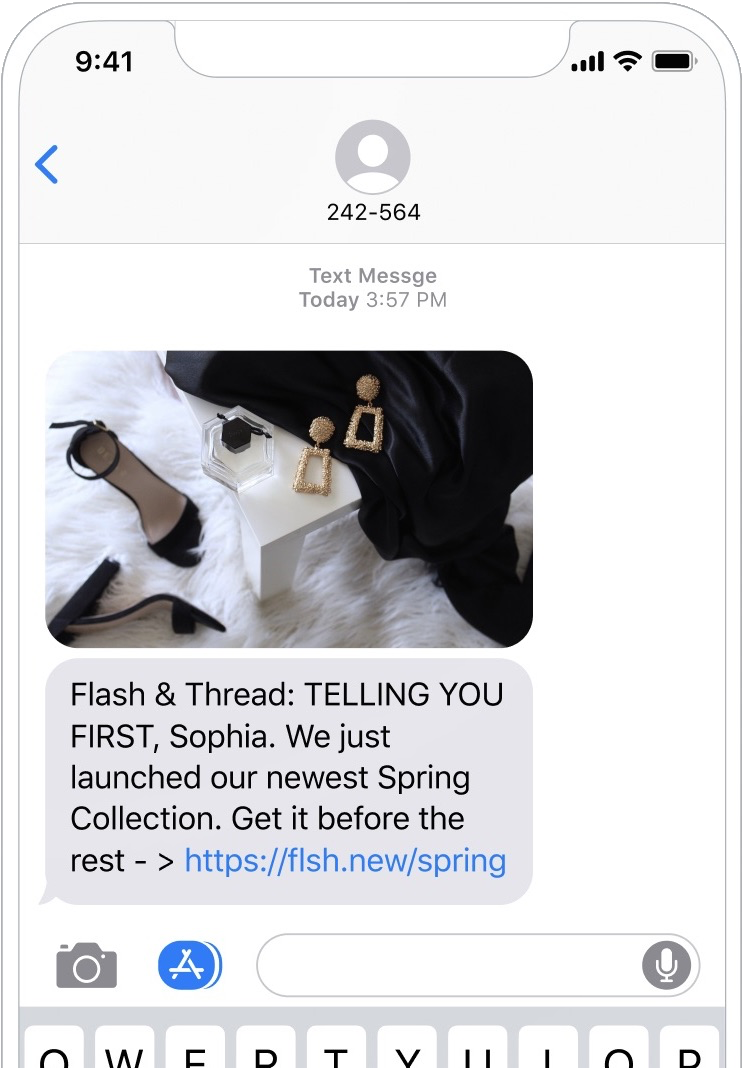 9:41
242-564
Text Messge
Today 3:57 PM
Flash & Thread: TELLING YOU
FIRST, Sophia. We just
launched our newest Spring
Collection. Get it before the
rest - > https://flsh.new/spring
Q W E R T Y U I O P